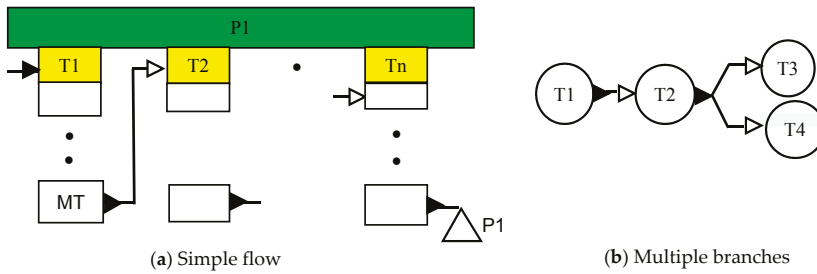 P1
T1 T2 Tn
MT
P1
T1 T2 T3
T4
(a) Simple flow
(b) Multiple branches